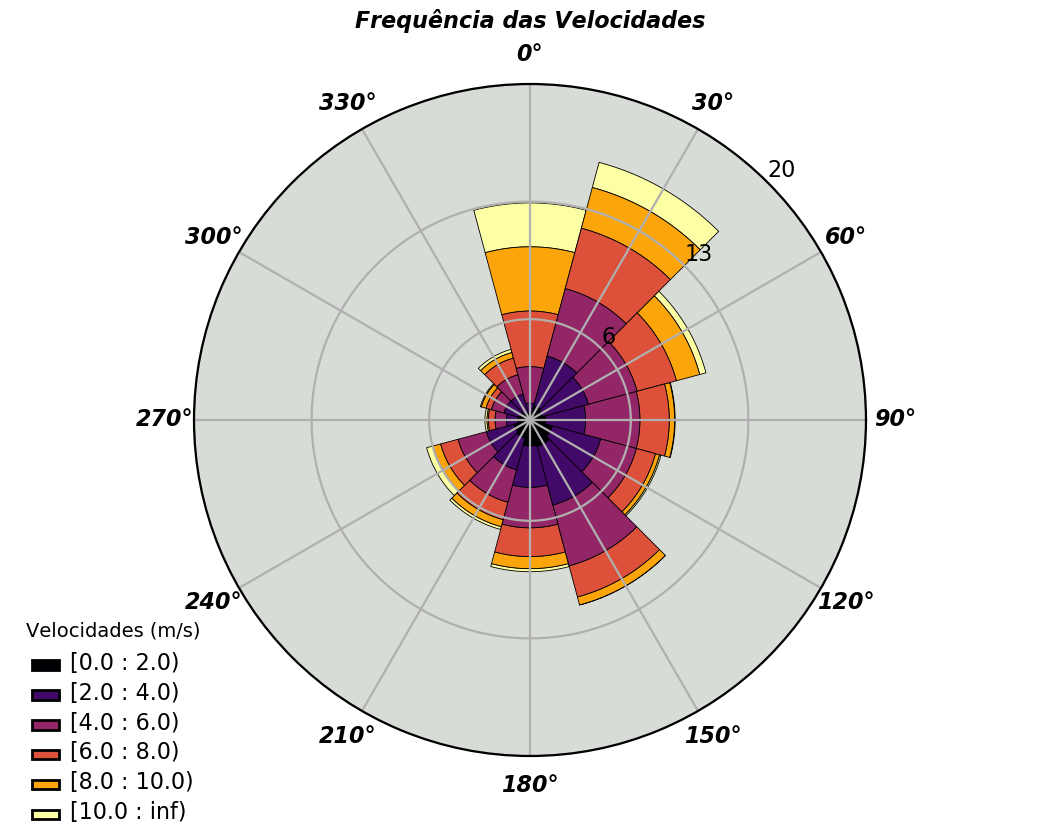 Frequência das Velocidades
0°
330°
30°
20
300°
60°
13
6
270°
90°
240°
120°
210°
150°
180°
Velocidades (m/s)
[0.0 : 2.0)
[2.0 : 4.0)
[4.0 : 6.0)
[6.0 : 8.0)
[8.0 : 10.0)
[10.0 : inf)